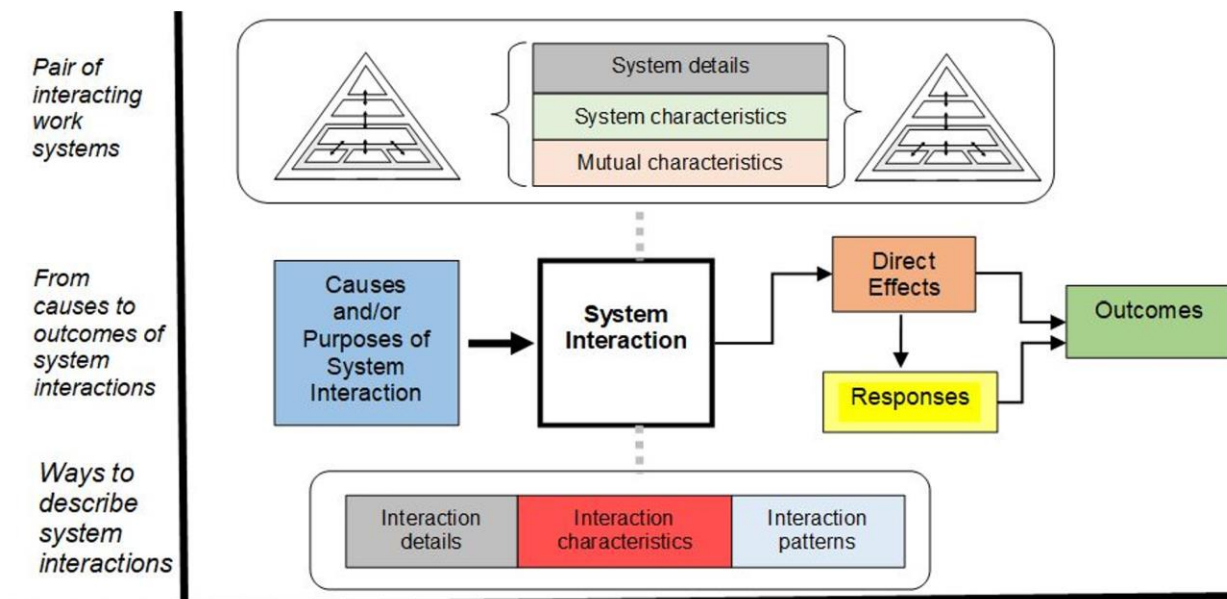 Pair of
interacting
work
systems
System details
System characteristics
Mutual characteristics
From
causes to
outcomes of
system
interactions
Causes
and/or
Purposes of
System
Interaction
System
Interaction
Direct
Effects
Responses
Outcomes
Ways to
describe
system
interactions
Interaction
details
Interaction
characteristics
Interaction
patterns